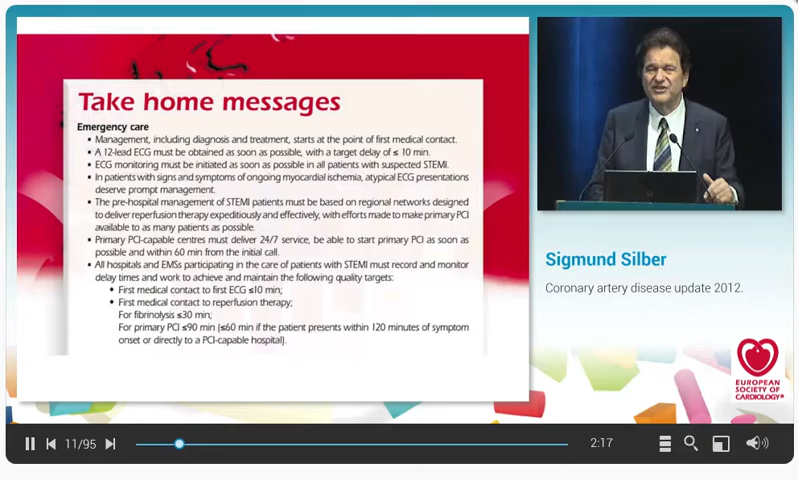 Take home messages
Emergency care
▪ Management, including diagnosis and treatment, starts at the point of first medical contact.
▪ A 12-lead ECG must be obtained as soon as possible, with a target delay of ≤ 10 min.
▪ ECG monitoring must be initiated as soon as possible in all patients with suspected STEMI.
▪ In patients with signs and symptoms of ongoing myocardial ischemia, atypical ECG presentations
deserve prompt management.
▪ The pre-hospital management of STEMI patients must be based on regional networks designed
to deliver reperfusion therapy expeditiously and effectively, with efforts made to make primary PCI
available to as many patients as possible.
▪ Primary PCI-capable centres must deliver 24/7 service, be able to start primary PCI as soon as
possible and within 60 min from the initial call.
▪ All hospitals and EMSs participating in the care of patients with STEMI must record and monitor
delay times and work to achieve and maintain the following quality targets:
♦ First medical contact to first ECG ≤10 min;
♦ First medical contact to reperfusion therapy;
For fibrinolysis ≤30 min;
For primary PCI ≤90 min (≤60 min if the patient presents within 120 minutes of symptom
onset or directly to a PCI-capable hospital).
Sigmund Silber
Coronary artery disease update 2012.
EUROPEAN
SOCIETY OF
CARDIOLOGY®
11/95
2:17